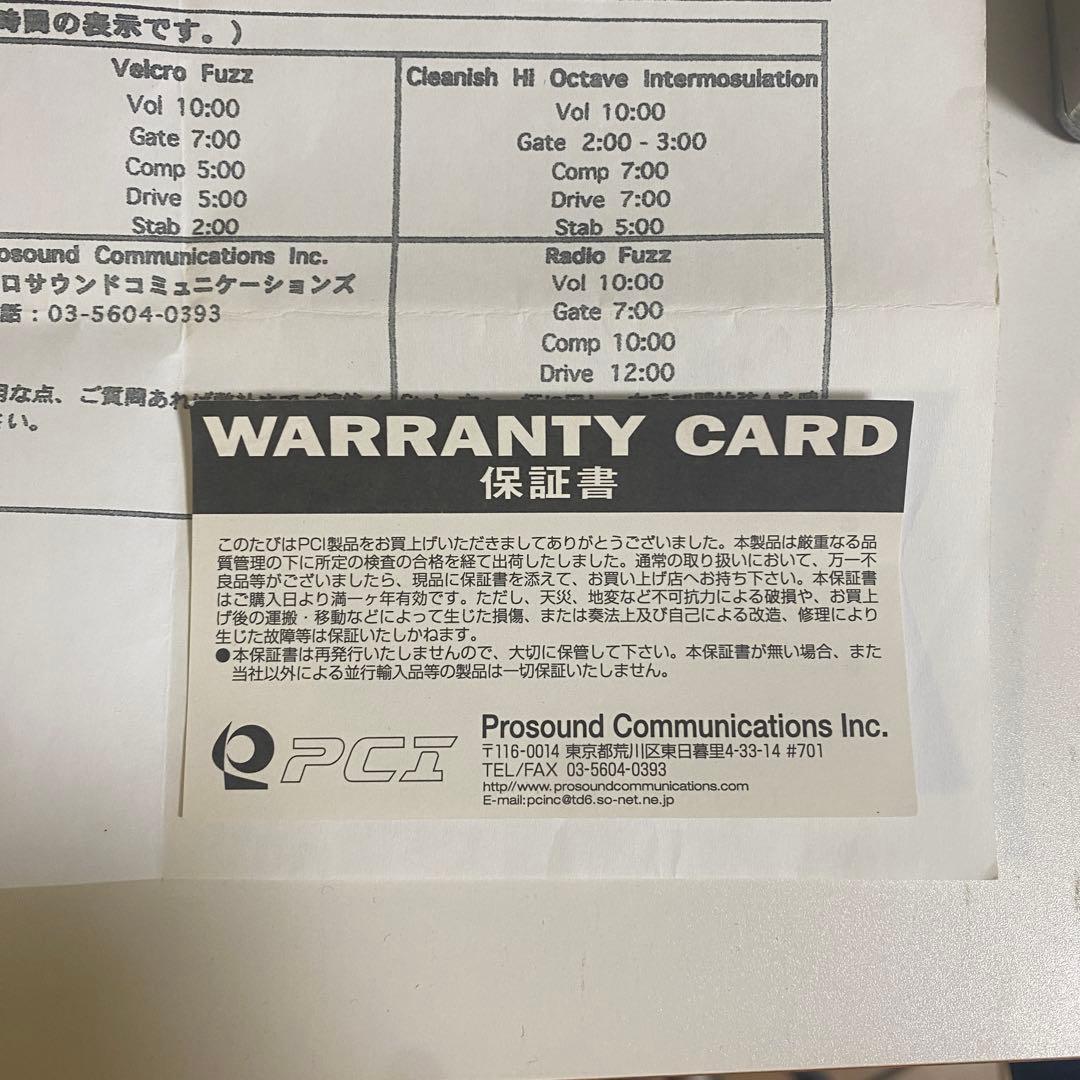 時間の表示です。)
Velcro Fuzz
Vol 10:00
Gate 7:00
Comp 5:00
Drive 5:00
Stab 2:00
Cleanish Hi Octave Intermosulation
Vol 10:00
Gate 2:00 - 3:00
Comp 7:00
Drive 7:00
Stab 5:00
osound Communications Inc.
ロサウンドコミュニケーションズ
話：03-5604-0393
Radio Fuzz
Vol 10:00
Gate 7:00
Comp 10:00
Drive 12:00
な点、ご質問あれば
さい。
WARRANTY CARD
保証書
このたびはPCI製品をお買上げいただきましてありがとうございました。本製品は厳重なる品
質管理の下に所定の検査の合格を経て出荷したしました。通常の取り扱いにおいて、万一不
良品等がございましたら、現品に保証書を添えて、お買い上げ店へお持ち下さい。本保証書
はご購入日より満一ヶ年有効です。ただし、天災、地変など不可抗力による破損や、お買上
げ後の運搬・移動などによって生じた損傷、または奏法上及び自己による改造、修理により
生じた故障等は保証いたしかねます。
●本保証書は再発行いたしませんので、大切に保管して下さい。本保証書が無い場合、また
当社以外による並行輸入品等の製品は一切保証いたしません。
PCI
Prosound Communications Inc.
〒116-0014 東京都荒川区東日暮里4-33-14 #701
TEL/FAX 03-5604-0393
http//www.prosoundcommunications.com
E-mail:pcinc@td6.so-net.ne.jp